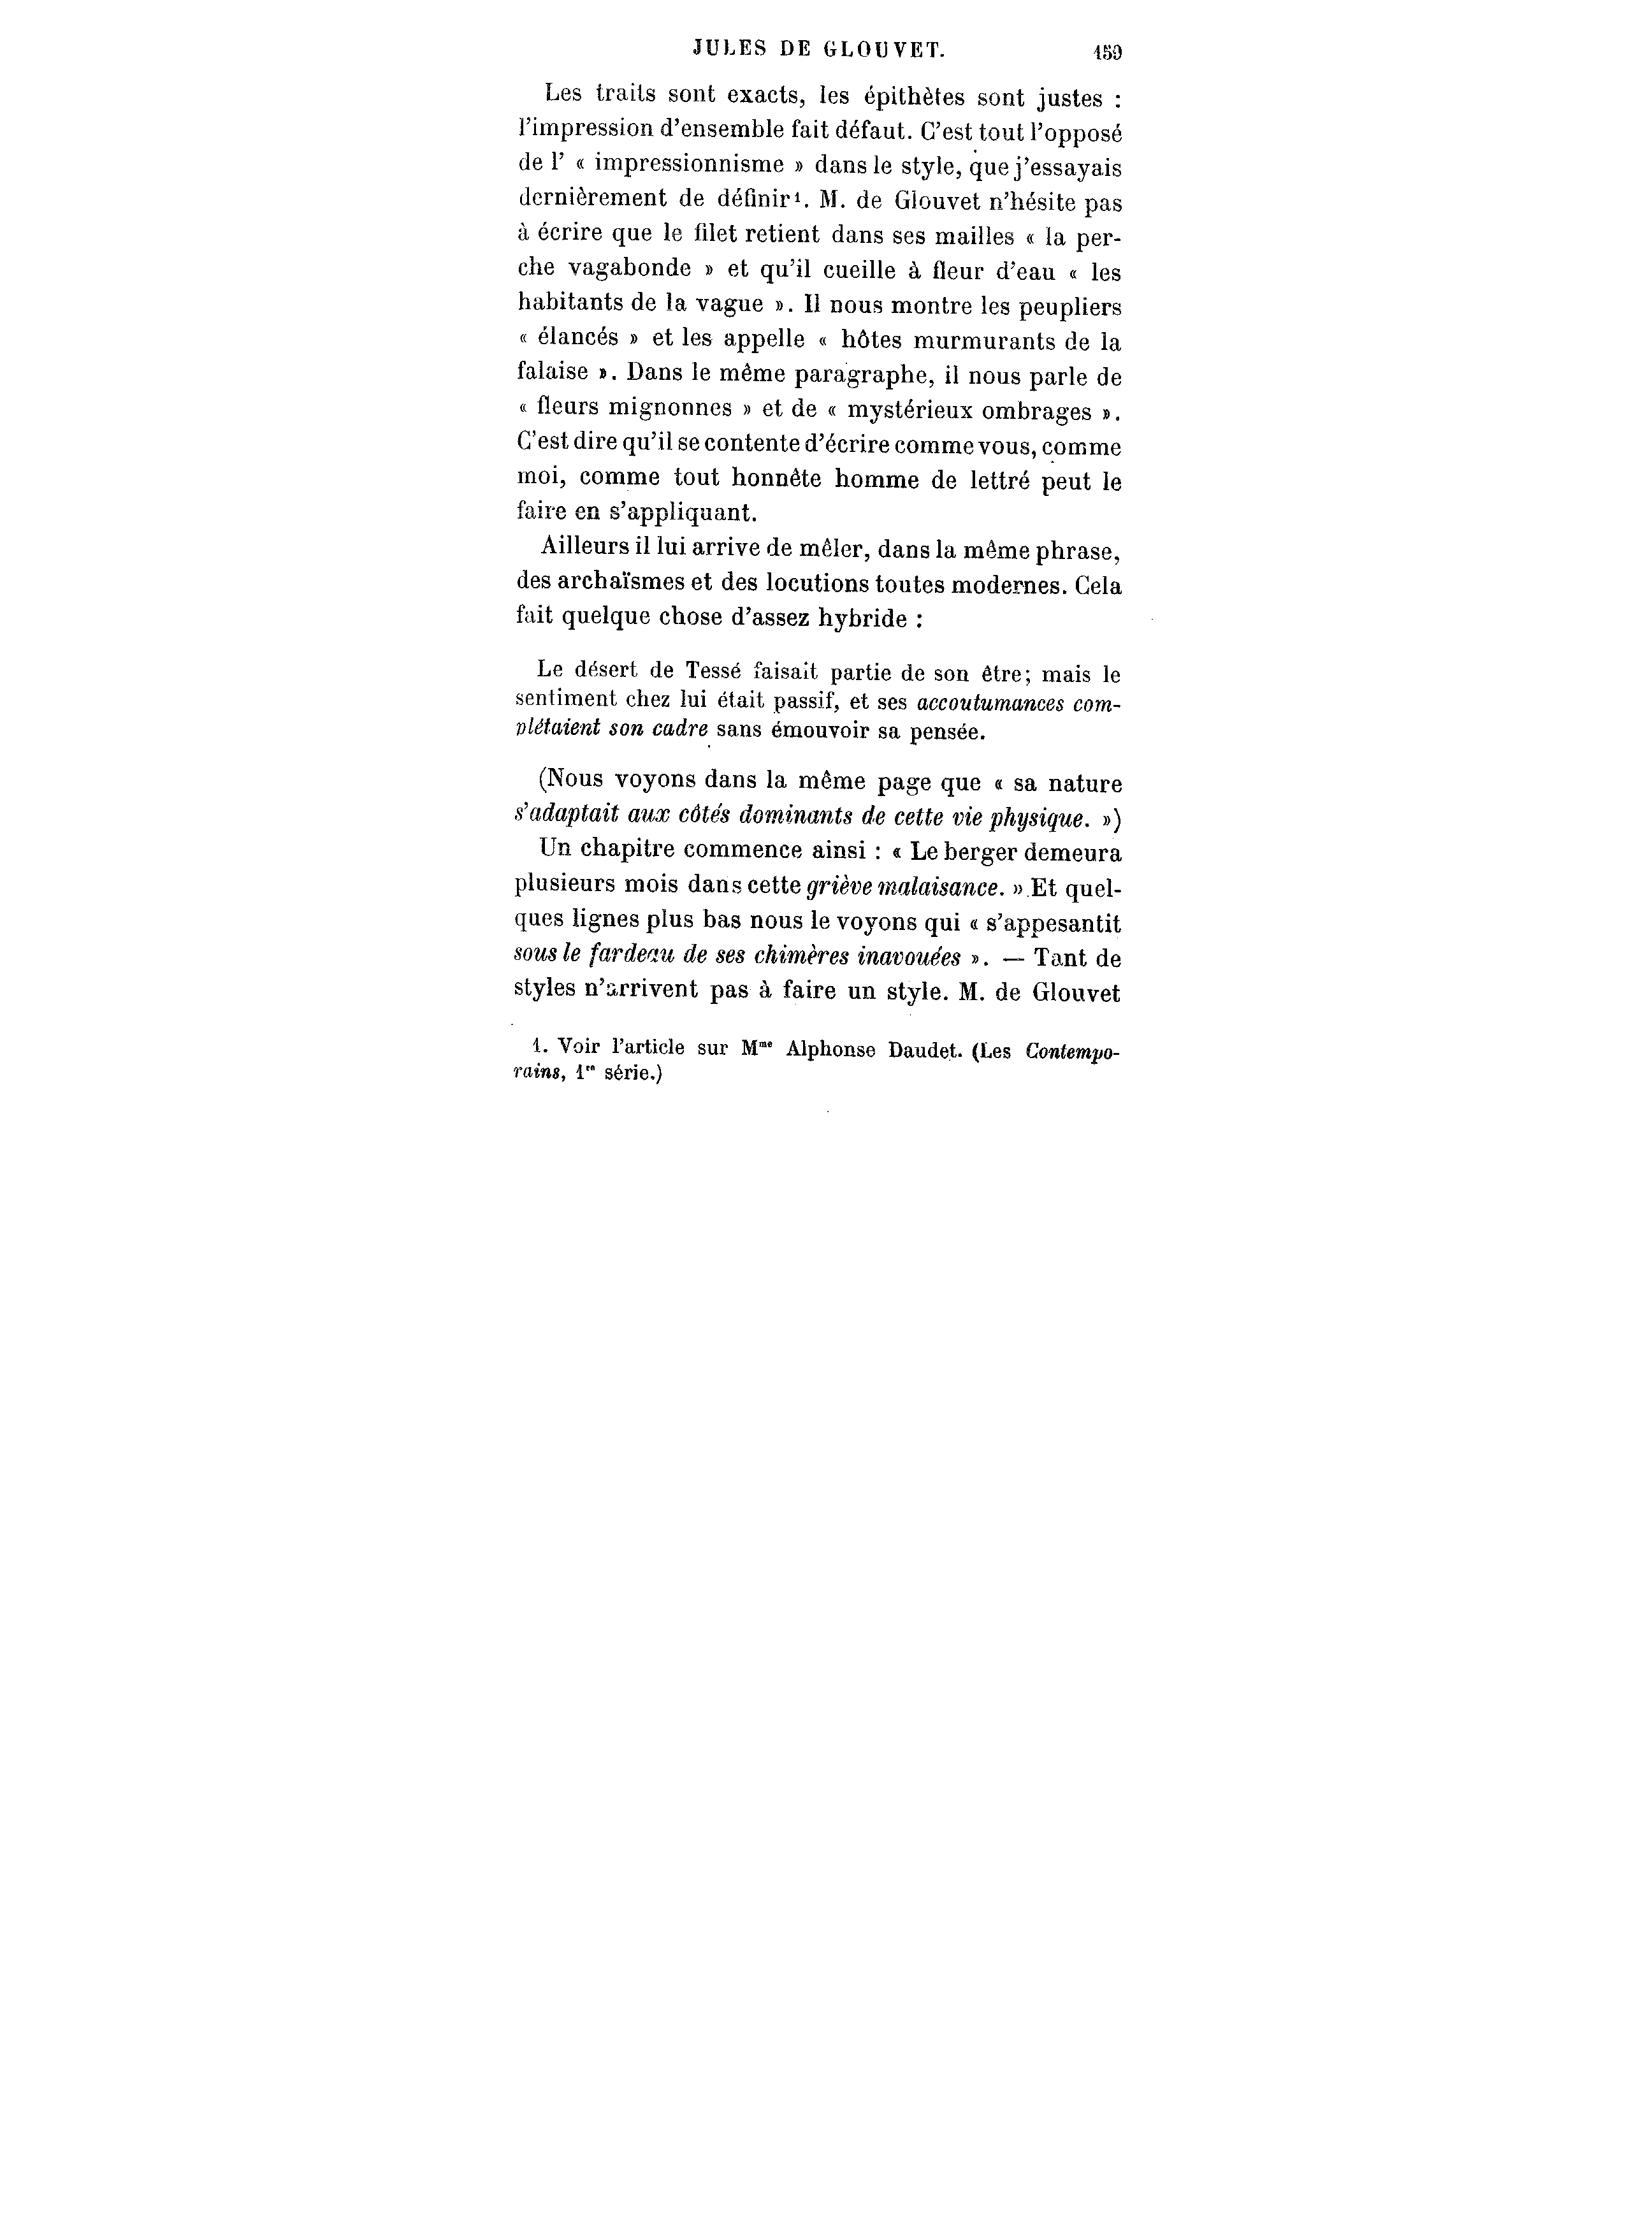 JULES DE GLOUVET. 159
Les traits sont exacts, les épithètes sont justes :
l'impression d'ensemble fait défaut. C'est tout l'opposé
de l' « impressionnisme » dans le style, que j'essayais
dernièrement de définir¹. M. de Glouvet n'hésite pas
à écrire que le filet retient dans ses mailles « la per-
che vagabonde » et qu'il cueille à fleur d'eau « les
habitants de la vague ». Il nous montre les peupliers
« élancés » et les appelle « hôtes murmurants de la
falaise ». Dans le même paragraphe, il nous parle de
« fleurs mignonnes » et de « mystérieux ombrages ».
C'est dire qu'il se contente d'écrire comme vous, comme
moi, comme tout honnête homme de lettré peut le
faire en s'appliquant.
Ailleurs il lui arrive de mêler, dans la même phrase,
des archaïsmes et des locutions toutes modernes. Cela
fait quelque chose d'assez hybride :
Le désert de Tessé faisait partie de son être; mais le
sentiment chez lui était passif, et ses accoutumances com-
plétaient son cadre sans émouvoir sa pensée.
(Nous voyons dans la même page que « sa nature
s'adaptait aux côtés dominants de cette vie physique. »)
Un chapitre commence ainsi : « Le berger demeura
plusieurs mois dans cette griève malaisance. » Et quel-
ques lignes plus bas nous le voyons qui « s'appesantit
sous le fardeau de ses chimères inavouées ». — Tant de
styles n'arrivent pas à faire un style. M. de Glouvet
1. Voir l'article sur Mme Alphonse Daudet. (Les Contempo-
rains, 1re série.)